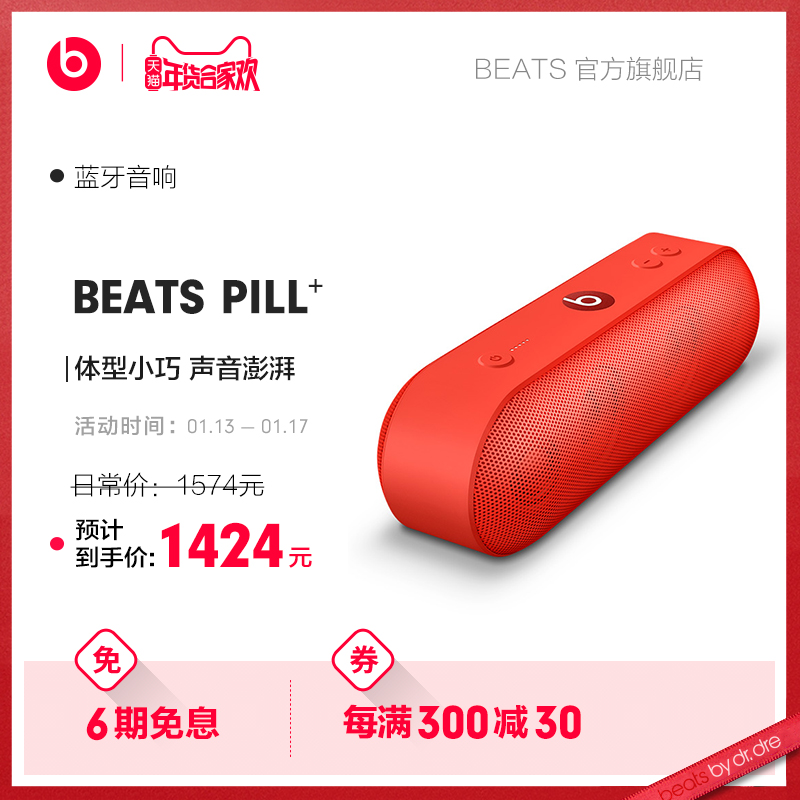 b
天猫 年货合家欢
BEATS 官方旗舰店
蓝牙音响
BEATS PILL+
体型小巧 声音澎湃
活动时间：01.13 — 01.17
日常价：1574元
预计
到手价:1424元
免
6期免息
券
每满300减30
beats by dr. dre